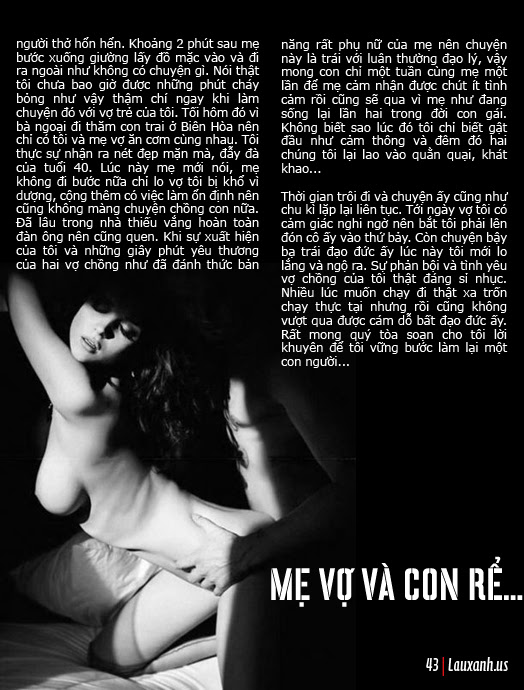 người thở hổn hển. Khoảng 2 phút sau mẹ
bước xuống giường lấy đồ mặc vào và đi
ra ngoài như không có chuyện gì. Nói thật
tôi chưa bao giờ được những phút cháy
bỏng như vậy thậm chí ngay khi làm
chuyện đó với vợ trẻ của tôi. Tối hôm đó vì
bà ngoại đi thăm con trai ở Biên Hòa nên
chỉ có tôi và mẹ vợ ăn cơm cùng nhau. Tôi
thực sự nhận ra nét đẹp mặn mà, đẫy đà
của tuổi 40. Lúc này mẹ mới nói, mẹ
không đi bước nữa chỉ lo vợ tôi bị khổ vì
dượng, cộng thêm có việc làm ổn định nên
cũng không màng chuyện chồng con nữa.
Đã lâu trong nhà thiếu vắng hoàn toàn
đàn ông nên cũng quen. Khi sự xuất hiện
của tôi và những giây phút yêu thương
của hai vợ chồng như đã đánh thức bản
năng rất phụ nữ của mẹ nên chuyện
này là trái với luân thường đạo lý, vậy
mong con chỉ một tuần cùng mẹ một
lần để mẹ cảm nhận được chút ít tình
cảm rồi cũng sẽ qua vì mẹ như đang
sống lại lần hai trong đời con gái.
Không biết sao lúc đó tôi chỉ biết gật
đầu như cảm thông và đêm đó hai
chúng tôi lại lao vào quằn quại, khát
khao...
Thời gian trôi đi và chuyện ấy cũng như
chu kì lặp lại liên tục. Tới ngày vợ tôi có
cảm giác nghi ngờ nên bắt tôi phải lên
đón cô ấy vào thứ bảy. Còn chuyện bậy
bạ trái đạo đức ấy lúc này tôi mới lo
lắng và ngộ ra. Sự phản bội và tình yêu
vợ chồng của tôi thật đáng sỉ nhục.
Nhiều lúc muốn chạy đi thật xa trốn
chạy thực tại nhưng rồi cũng không
vượt qua được cám dỗ bất đạo đức ấy.
Rất mong quý tòa soạn cho tôi lời
khuyên để tôi vững bước làm lại một
con người...
MẸ VỢ VÀ CON RỂ...
43 | Lauxanh.us